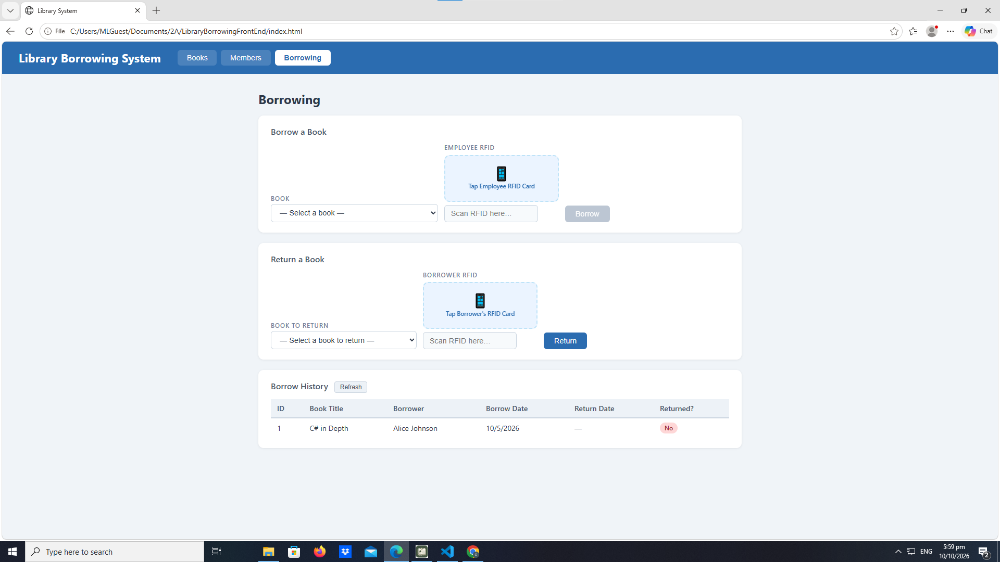 Library System
File C:/Users/MLGuest/Documents/2A/LibraryBorrowingFrontEnd/index.html
Chat
Library Borrowing System
Books
Members
Borrowing
Borrowing
Borrow a Book
EMPLOYEE RFID
Tap Employee RFID Card
BOOK
— Select a book —
Scan RFID here…
Borrow
Return a Book
BORROWER RFID
Tap Borrower's RFID Card
BOOK TO RETURN
— Select a book to return —
Scan RFID here…
Return
Borrow History Refresh
ID Book Title Borrower Borrow Date Return Date Returned?
1 C# in Depth Alice Johnson 10/5/2026 — No
Type here to search
ENG
5:59 pm
10/10/2026
2